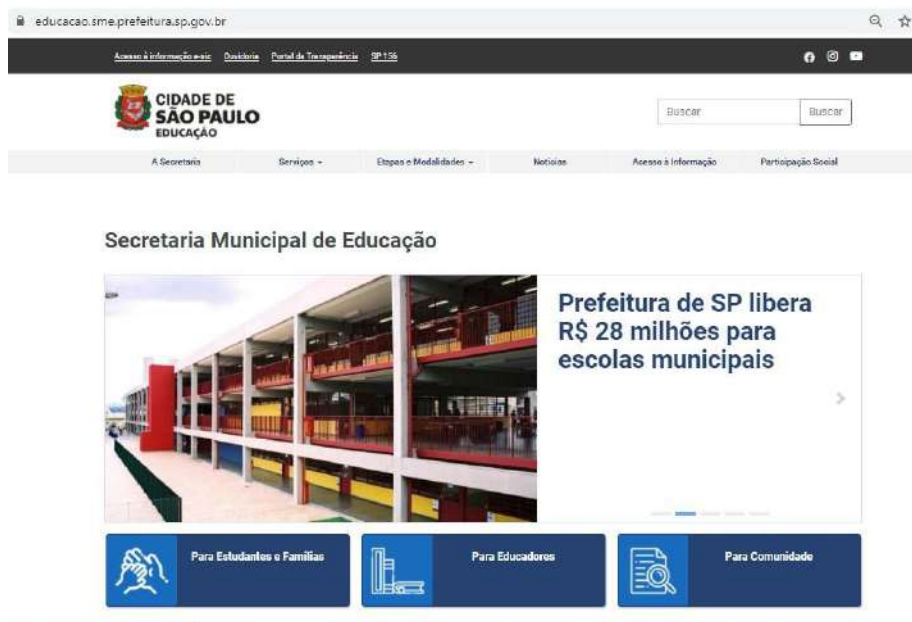 educacao.sme.prefeitura.sp.gov.br
Acesso à informação e-sic Ouvidoria Portal da Transparência SP 156
CIDADE DE
SÃO PAULO
EDUCAÇÃO
Buscar Buscar
A Secretaria Serviços Etapas e Modalidades Notícias Acesso à Informação Participação Social
Secretaria Municipal de Educação
Prefeitura de SP libera
R$ 28 milhões para
escolas municipais
Para Estudantes e Famílias Para Educadores Para Comunidade